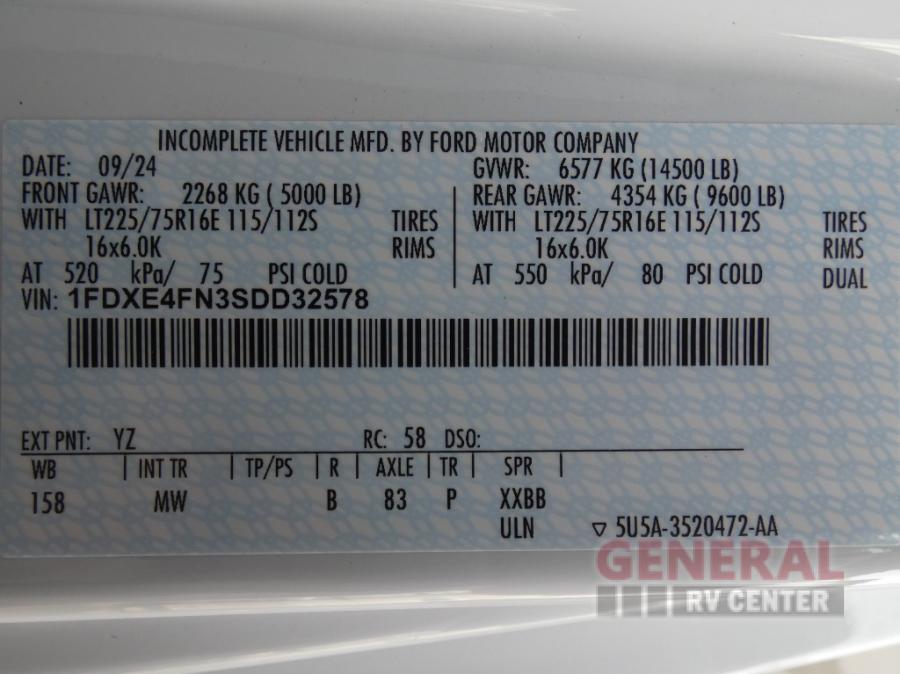 INCOMPLETE VEHICLE MFD. BY FORD MOTOR COMPANY
DATE: 09/24 GVWR: 6577 KG (14500 LB)
FRONT GAWR: 2268 KG ( 5000 LB) REAR GAWR: 4354 KG ( 9600 LB)
WITH LT225/75R16E 115/112S TIRES WITH LT225/75R16E 115/112S TIRES
16x6.0K RIMS 16x6.0K RIMS
AT 520 kPa/ 75 PSI COLD AT 550 kPa/ 80 PSI COLD DUAL
VIN: 1FDXE4FN3SDD32578
EXT PNT: YZ RC: 58 DSO:
WB INT TR TP/PS R AXLE TR SPR
158 MW B 83 P XXBB
ULN 5U5A-3520472-AA
GENERAL
RV CENTER